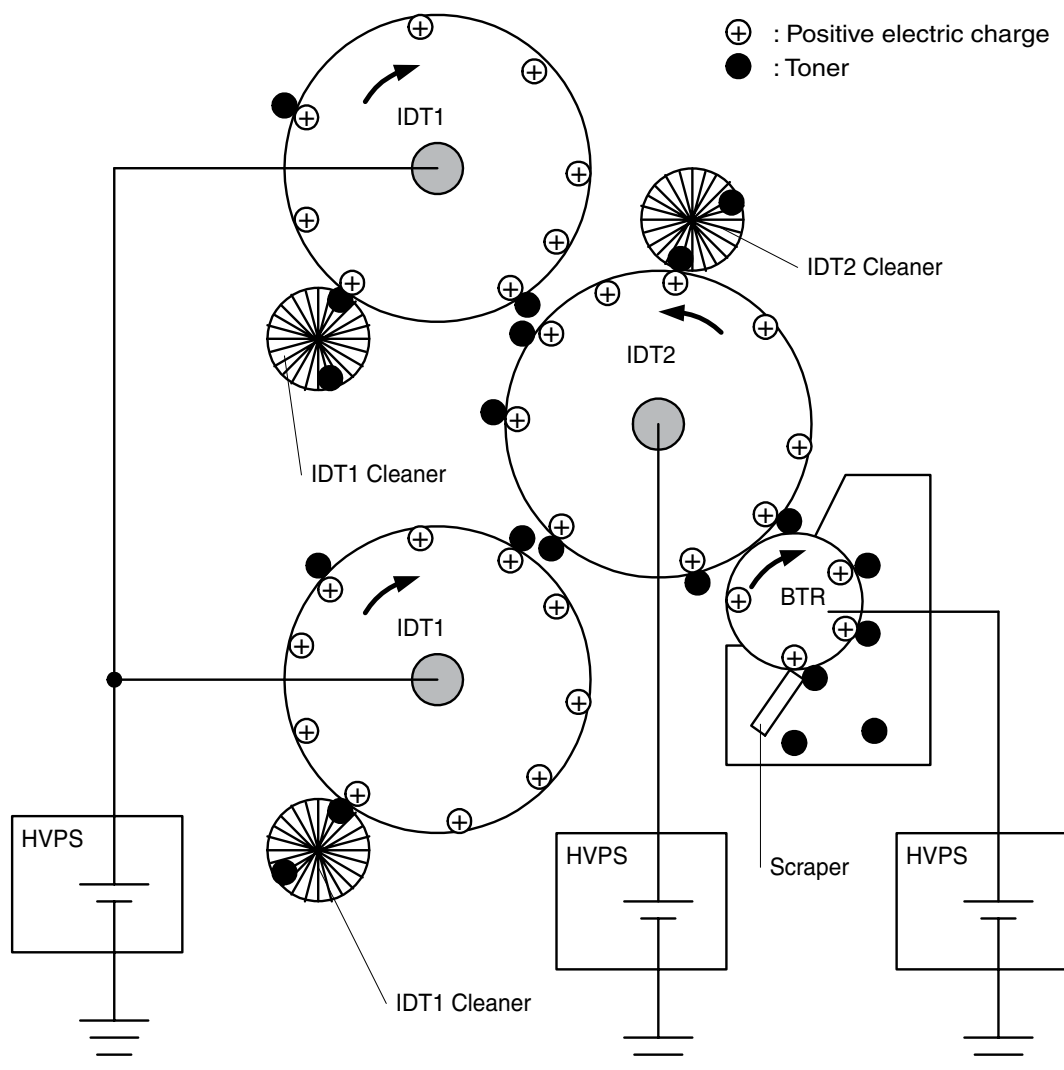 ⊕ : Positive electric charge
● : Toner
IDT1
IDT2 Cleaner
IDT2
IDT1 Cleaner
IDT1
BTR
HVPS
HVPS
Scraper
HVPS
IDT1 Cleaner